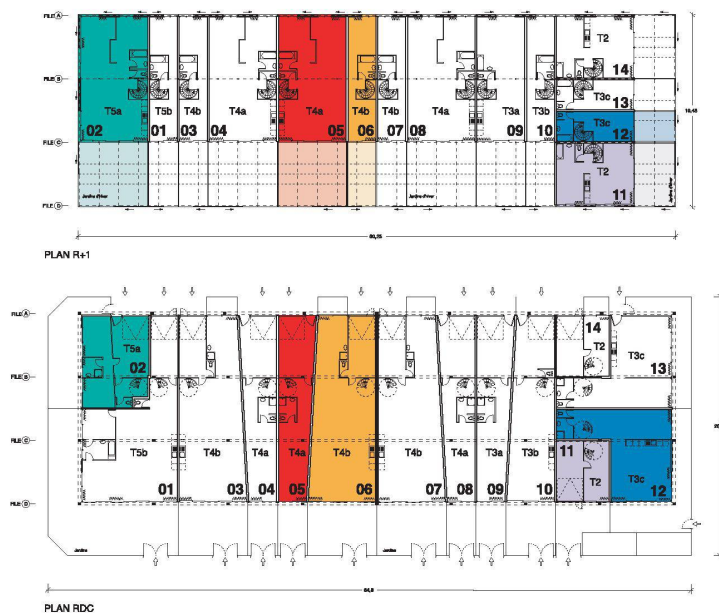 FILE A
FILE B
FILE C
FILE D
T2
14
T3c
13
T5a T5b T4b T4a T4a T4b T4b T4a T3a T3b
02 01 03 04 05 06 07 08 09 10
T3c
12
T2
11
Jardins d'hiver
Jardins d'hiver
PLAN R+1
FILE A
FILE B
FILE C
FILE D
T5a
02
14
T2
T3c
13
T5b T4b T4a T4a T4b T4b T4a T3a T3b
01 03 04 05 06 07 08 09 10
11
T2
T3c
12
Jardins
Jardins
PLAN RDC